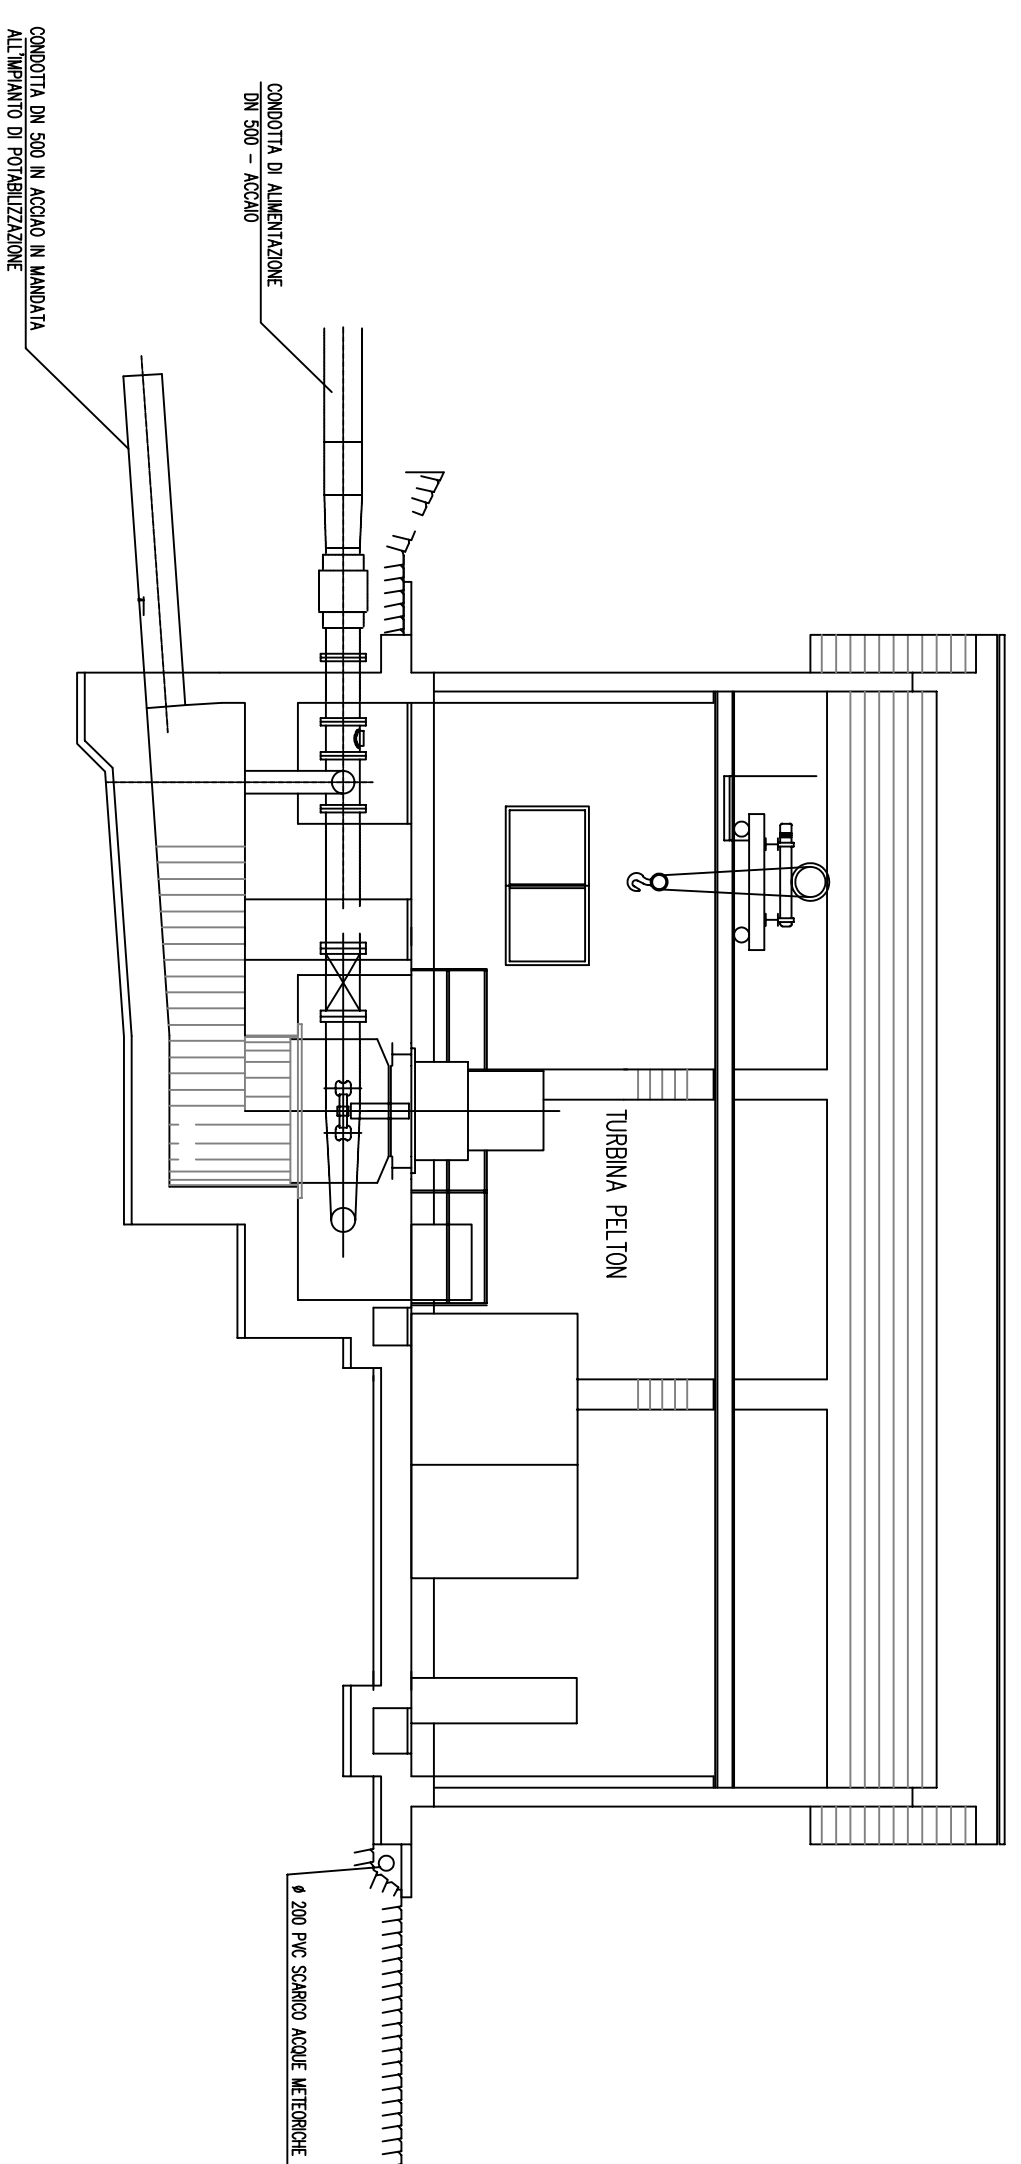 CONDOTTA DN 500 IN ACCIAO IN MANDATA
ALL'IMPIANTO DI POTABILIZZAZIONE
CONDOTTA DI ALIMENTAZIONE
DN 500 - ACCAIO
TURBINA PELTON
ø 200 PVC SCARICO ACQUE METEORICHE